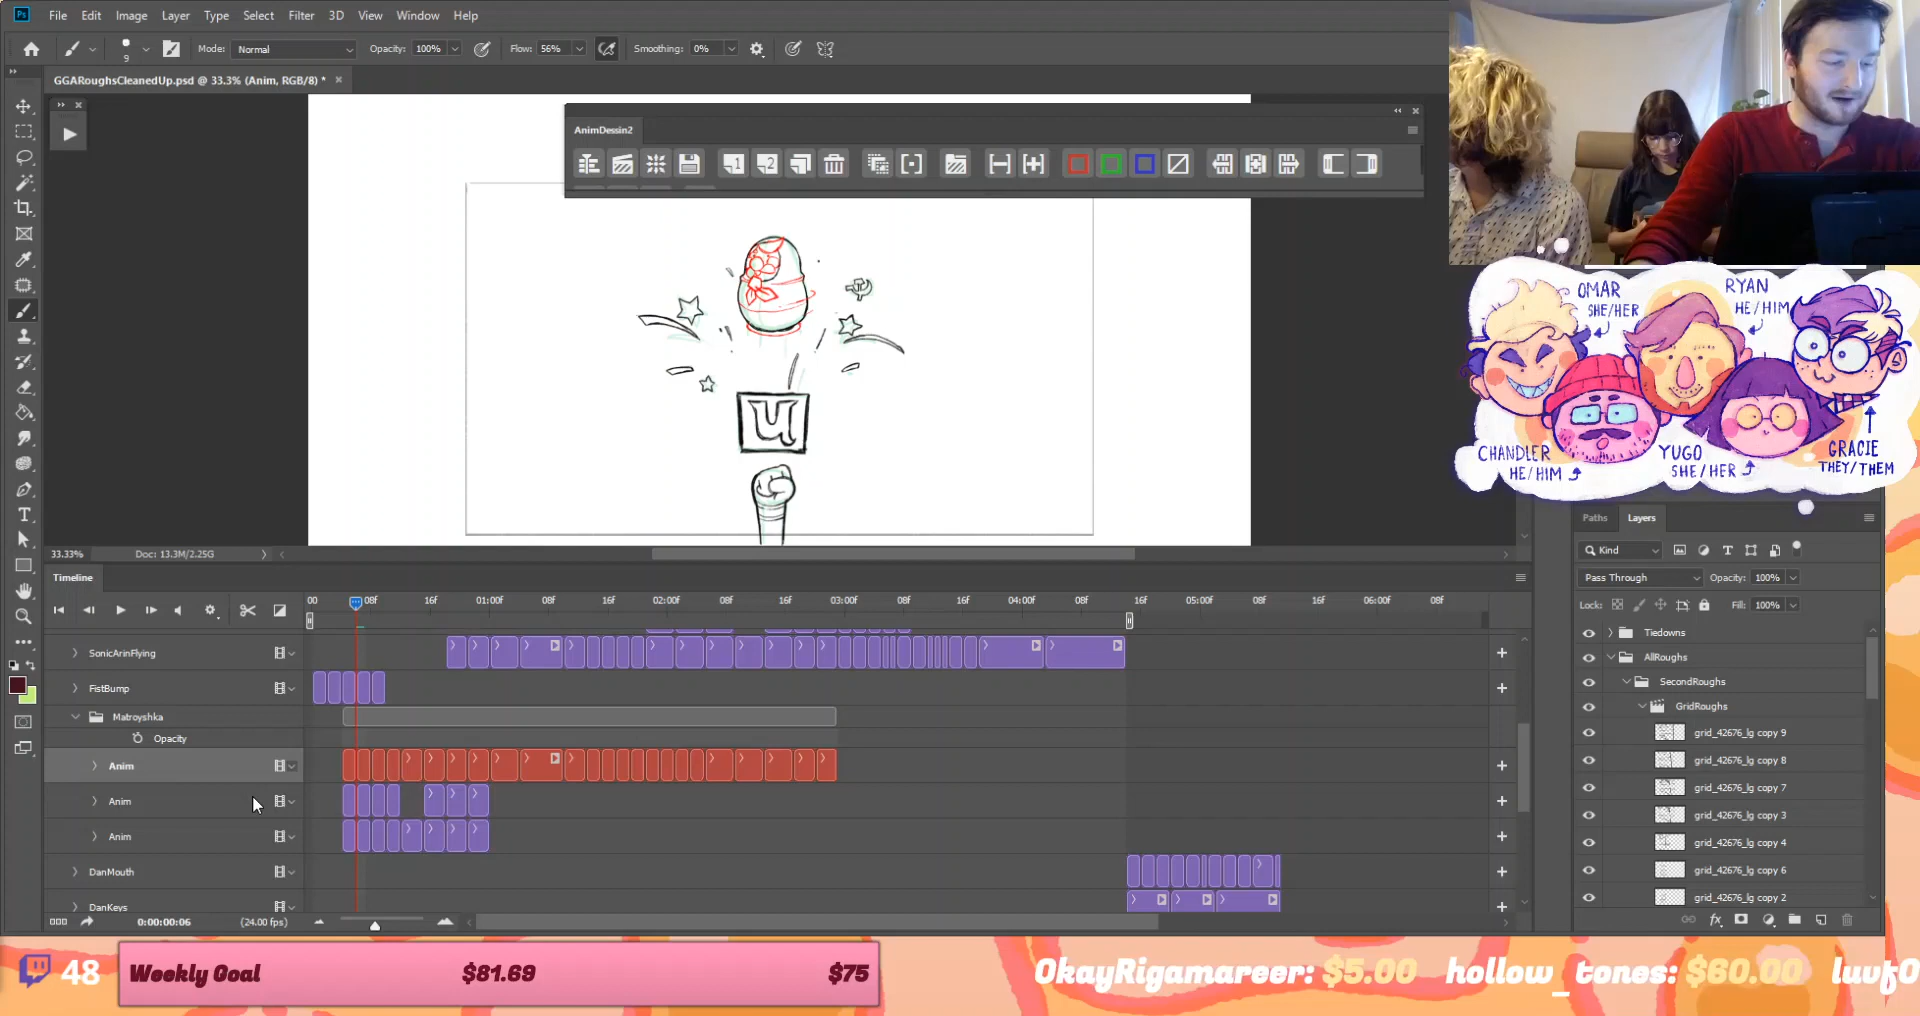 Ps File Edit Image Layer Type Select Filter 3D View Window Help
9 Mode: Normal Opacity: 100% Flow: 56% Smoothing: 0%
GGARoughsCleanedUp.psd @ 33.3% (Anim, RGB/8) * ×
AnimDessin2
1 2
u
33.33% Doc: 13.3M/2.25G
Timeline
00 08f 16f 01:00f 08f 16f 02:00f 08f 16f 03:00f 08f 16f 04:00f 08f 16f 05:00f 08f 16f 06:00f 08f
SonicArinFlying
FistBump
Matroyshka
Opacity
Anim
Anim
Anim
DanMouth
DanKeys
0:00:00:06 (24.00 fps)
OMAR
SHE/HER
RYAN
HE/HIM
CHANDLER
HE/HIM
YUGO
SHE/HER
GRACIE
THEY/THEM
Paths Layers
Kind
Pass Through Opacity: 100%
Lock: Fill: 100%
Tiedowns
AllRoughs
SecondRoughs
GridRoughs
grid_42676_lg copy 9
grid_42676_lg copy 8
grid_42676_lg copy 7
grid_42676_lg copy 3
grid_42676_lg copy 4
grid_42676_lg copy 6
grid_42676_lg copy 2
fx
48 Weekly Goal $81.69 $75
OkayRigamareer: $5.00 hollow_tones: $60.00